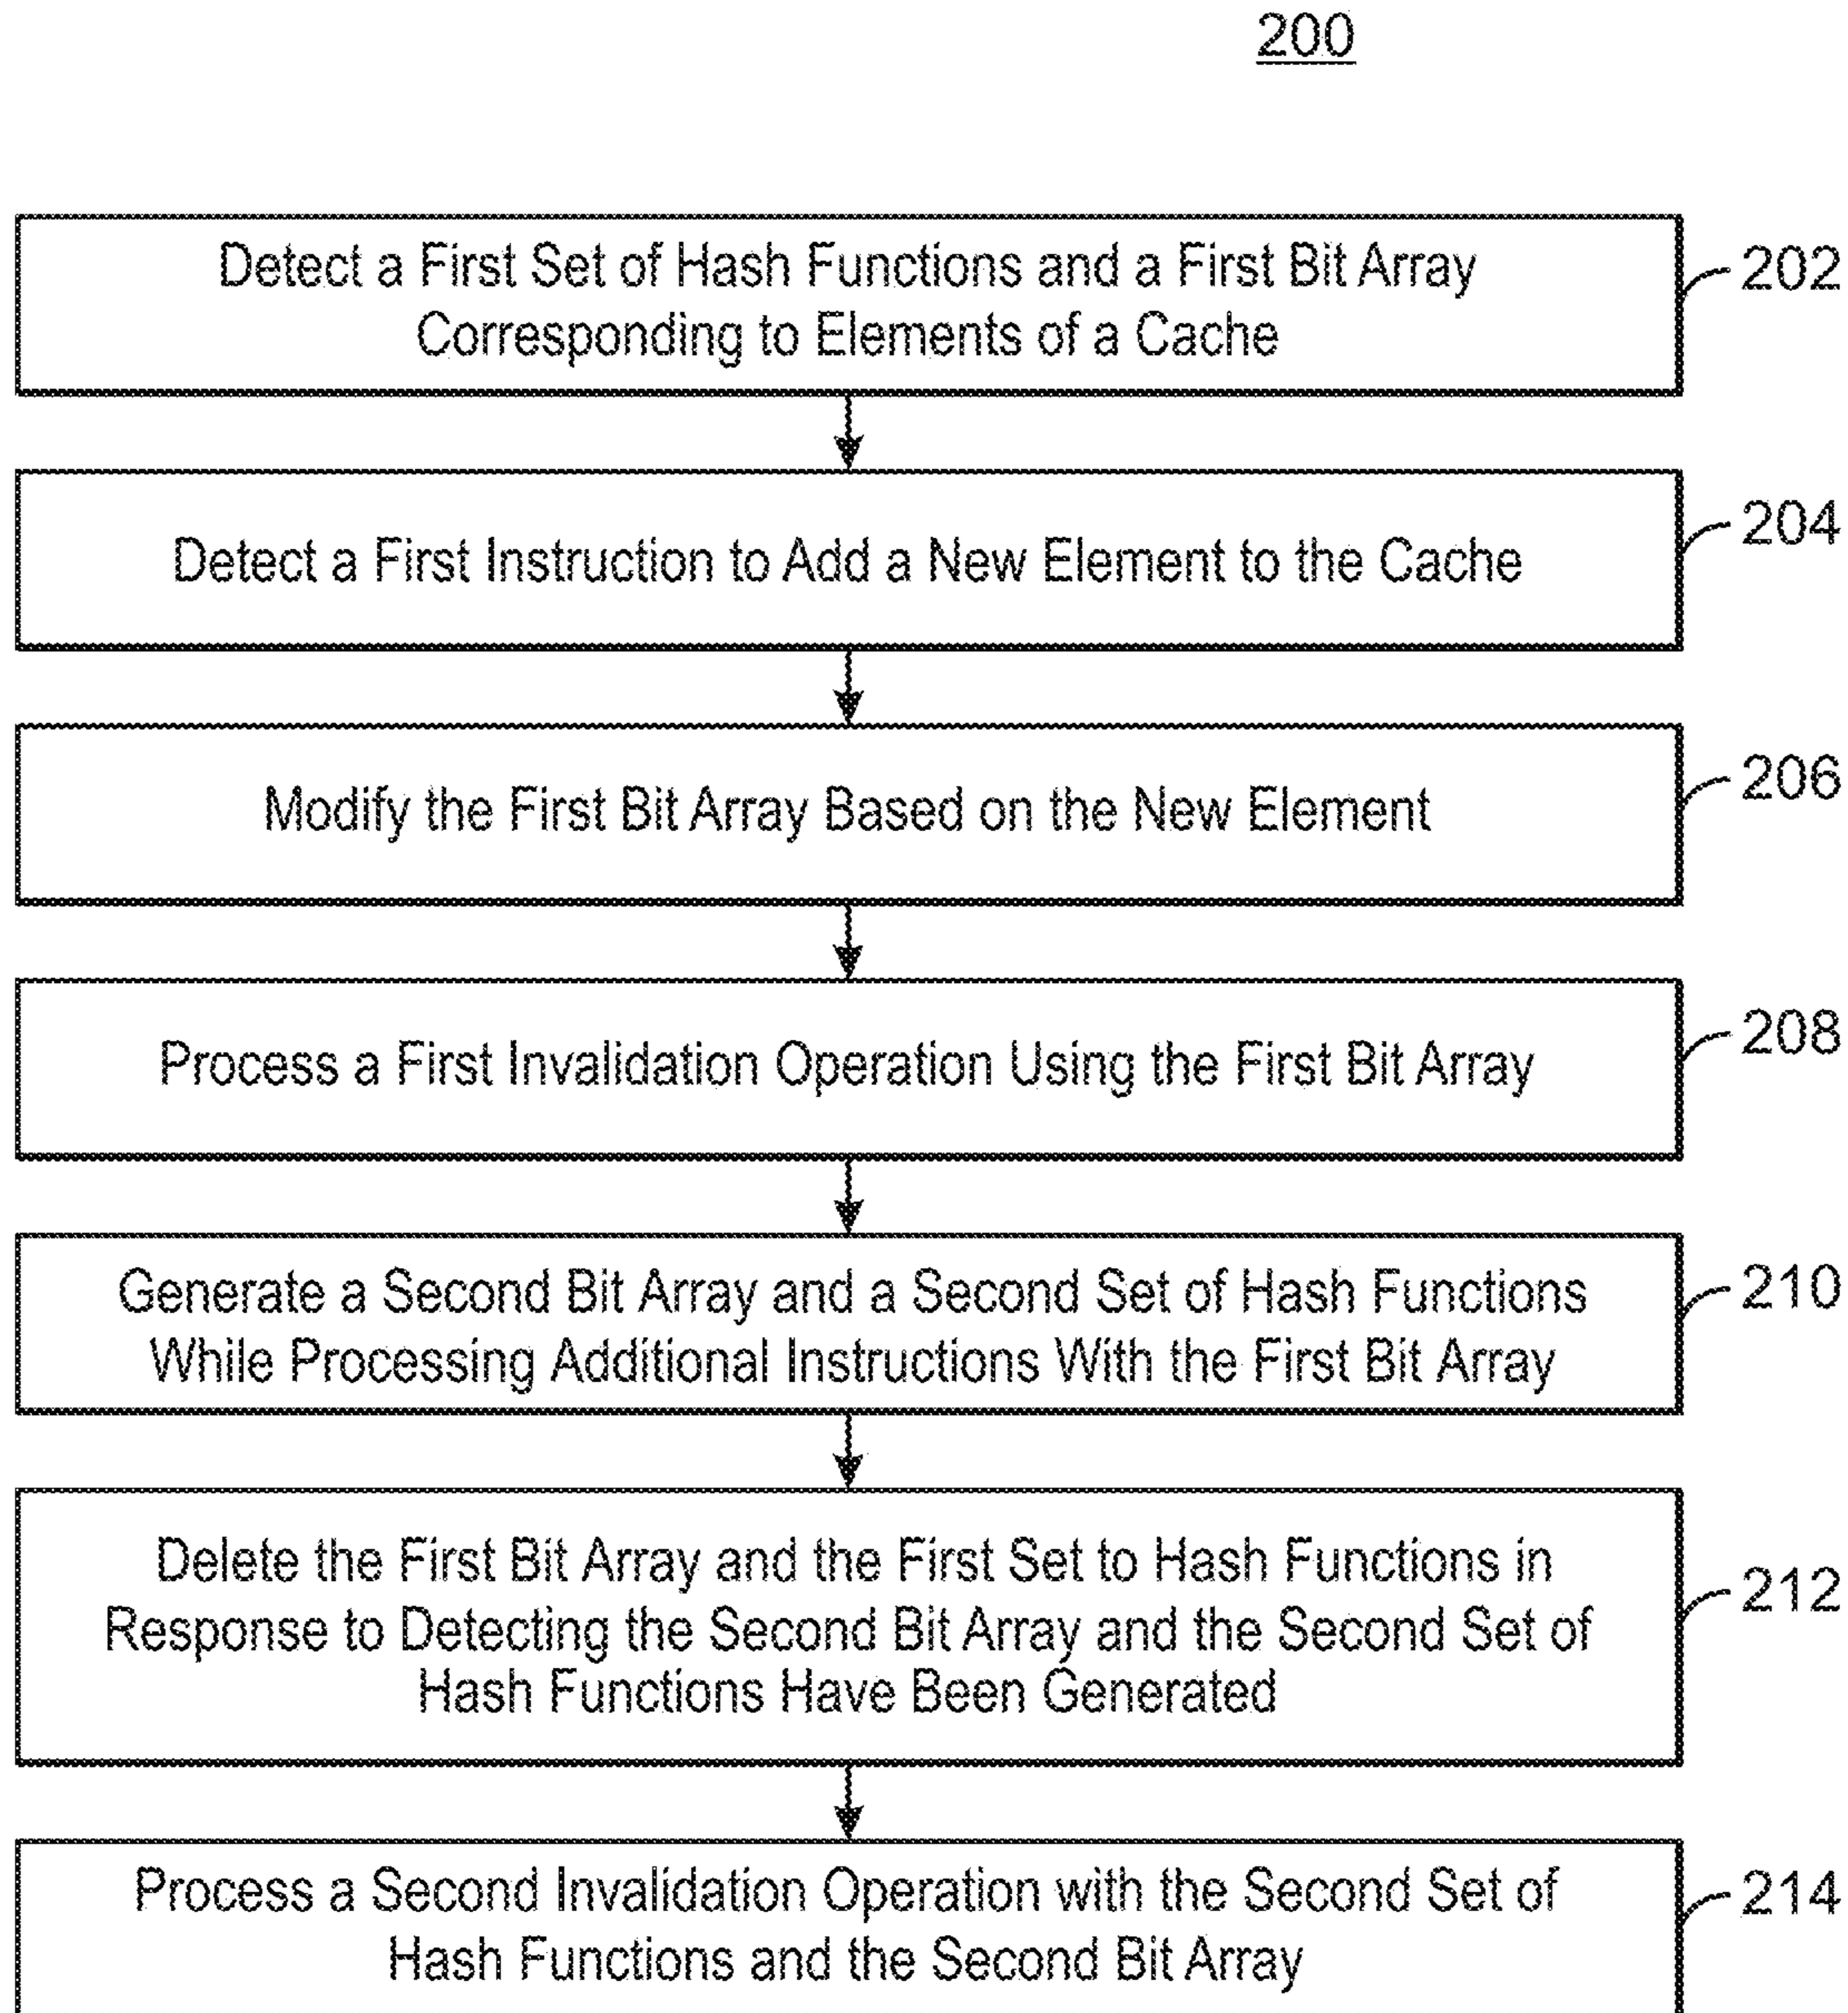 200
Detect a First Set of Hash Functions and a First Bit Array
Corresponding to Elements of a Cache
202
Detect a First Instruction to Add a New Element to the Cache
204
Modify the First Bit Array Based on the New Element
206
Process a First Invalidation Operation Using the First Bit Array
208
Generate a Second Bit Array and a Second Set of Hash Functions
While Processing Additional Instructions With the First Bit Array
210
Delete the First Bit Array and the First Set to Hash Functions in
Response to Detecting the Second Bit Array and the Second Set of
Hash Functions Have Been Generated
212
Process a Second Invalidation Operation with the Second Set of
Hash Functions and the Second Bit Array
214